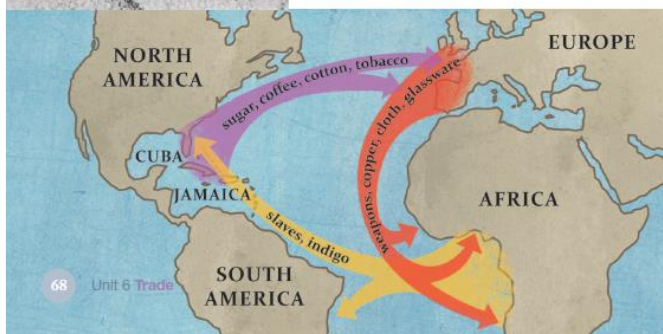 NORTH
AMERICA
EUROPE
sugar, coffee, cotton, tobacco
weapons, copper, cloth, glassware
CUBA
JAMAICA
AFRICA
slaves, indigo
SOUTH
AMERICA
68 Unit 6 Trade